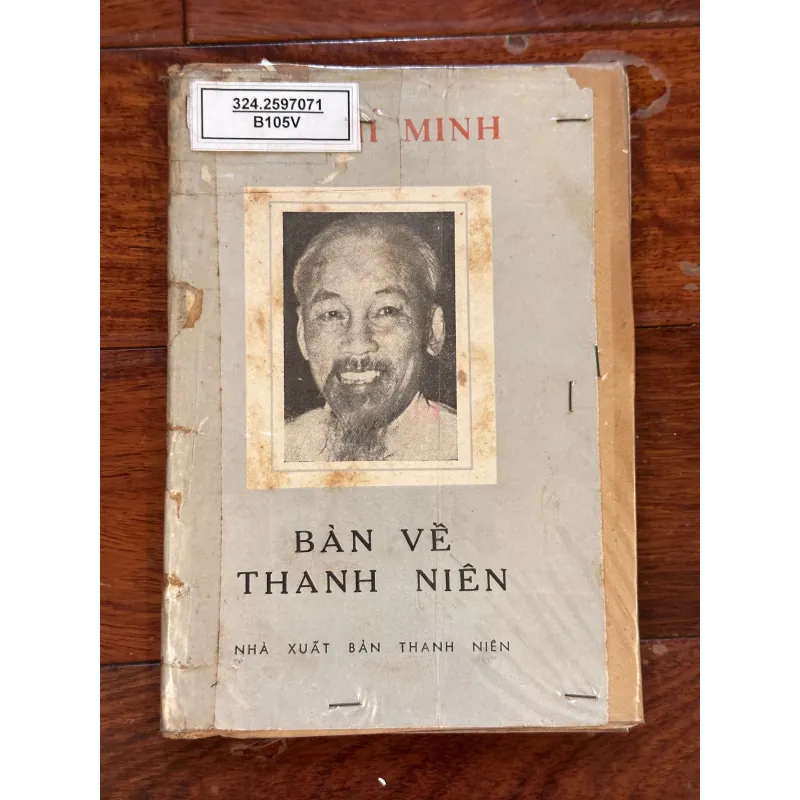 324.2597071
B105V
MINH
BÀN VỀ
THANH NIÊN
NHÀ XUẤT BẢN THANH NIÊN